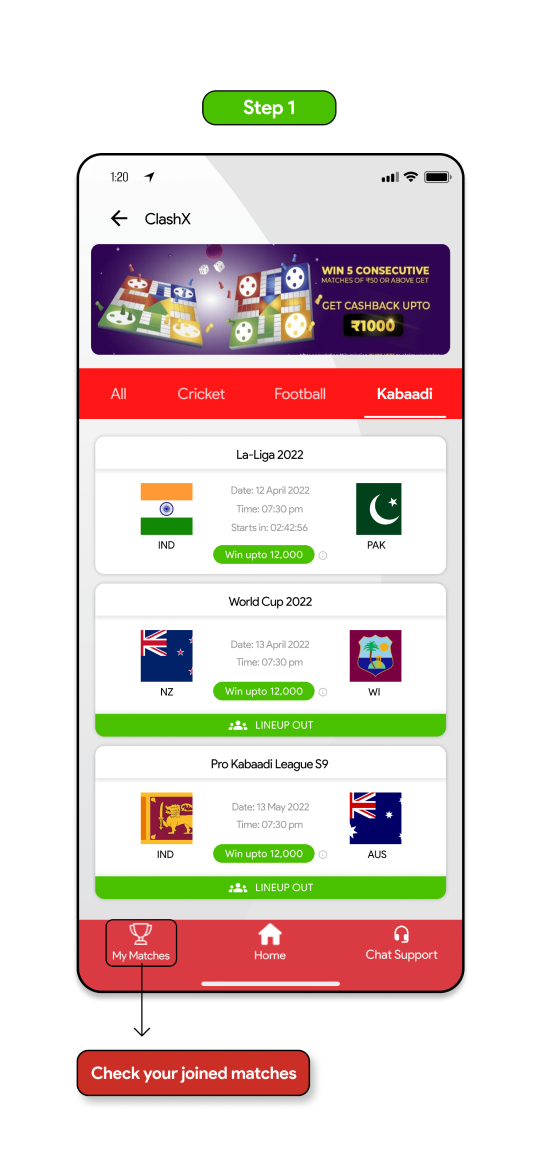 Step 1
1:20
ClashX
WIN 5 CONSECUTIVE
MATCHES OF ₹50 OR ABOVE GET
GET CASHBACK UPTO
₹1000
All Cricket Football Kabaadi
La-Liga 2022
Date: 12 April 2022
Time: 07:30 pm
Starts in: 02:42:56
IND Win upto 12,000 PAK
World Cup 2022
Date: 13 April 2022
Time: 07:30 pm
NZ Win upto 12,000 WI
LINEUP OUT
Pro Kabaadi League S9
Date: 13 May 2022
Time: 07:30 pm
IND Win upto 12,000 AUS
LINEUP OUT
My Matches Home Chat Support
Check your joined matches